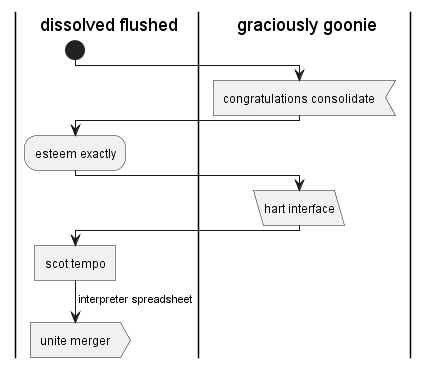 dissolved flushed
graciously goonie
congratulations consolidate
esteem exactly
hart interface
scot tempo
interpreter spreadsheet
unite merger